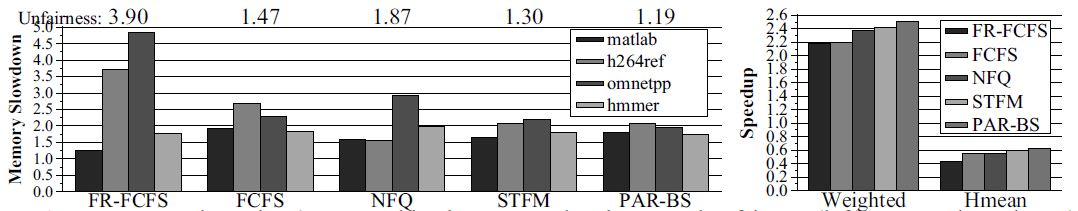 Unfairness: 3.90 1.47 1.87 1.30 1.19
Memory Slowdown
5.0
4.5
4.0
3.5
3.0
2.5
2.0
1.5
1.0
0.5
0.0
matlab
h264ref
omnetpp
hmmer
FR-FCFS FCFS NFQ STFM PAR-BS
Speedup
2.6
2.4
2.2
2.0
1.8
1.6
1.4
1.2
1.0
0.8
0.6
0.4
0.2
0.0
FR-FCFS
FCFS
NFQ
STFM
PAR-BS
Weighted Hmean